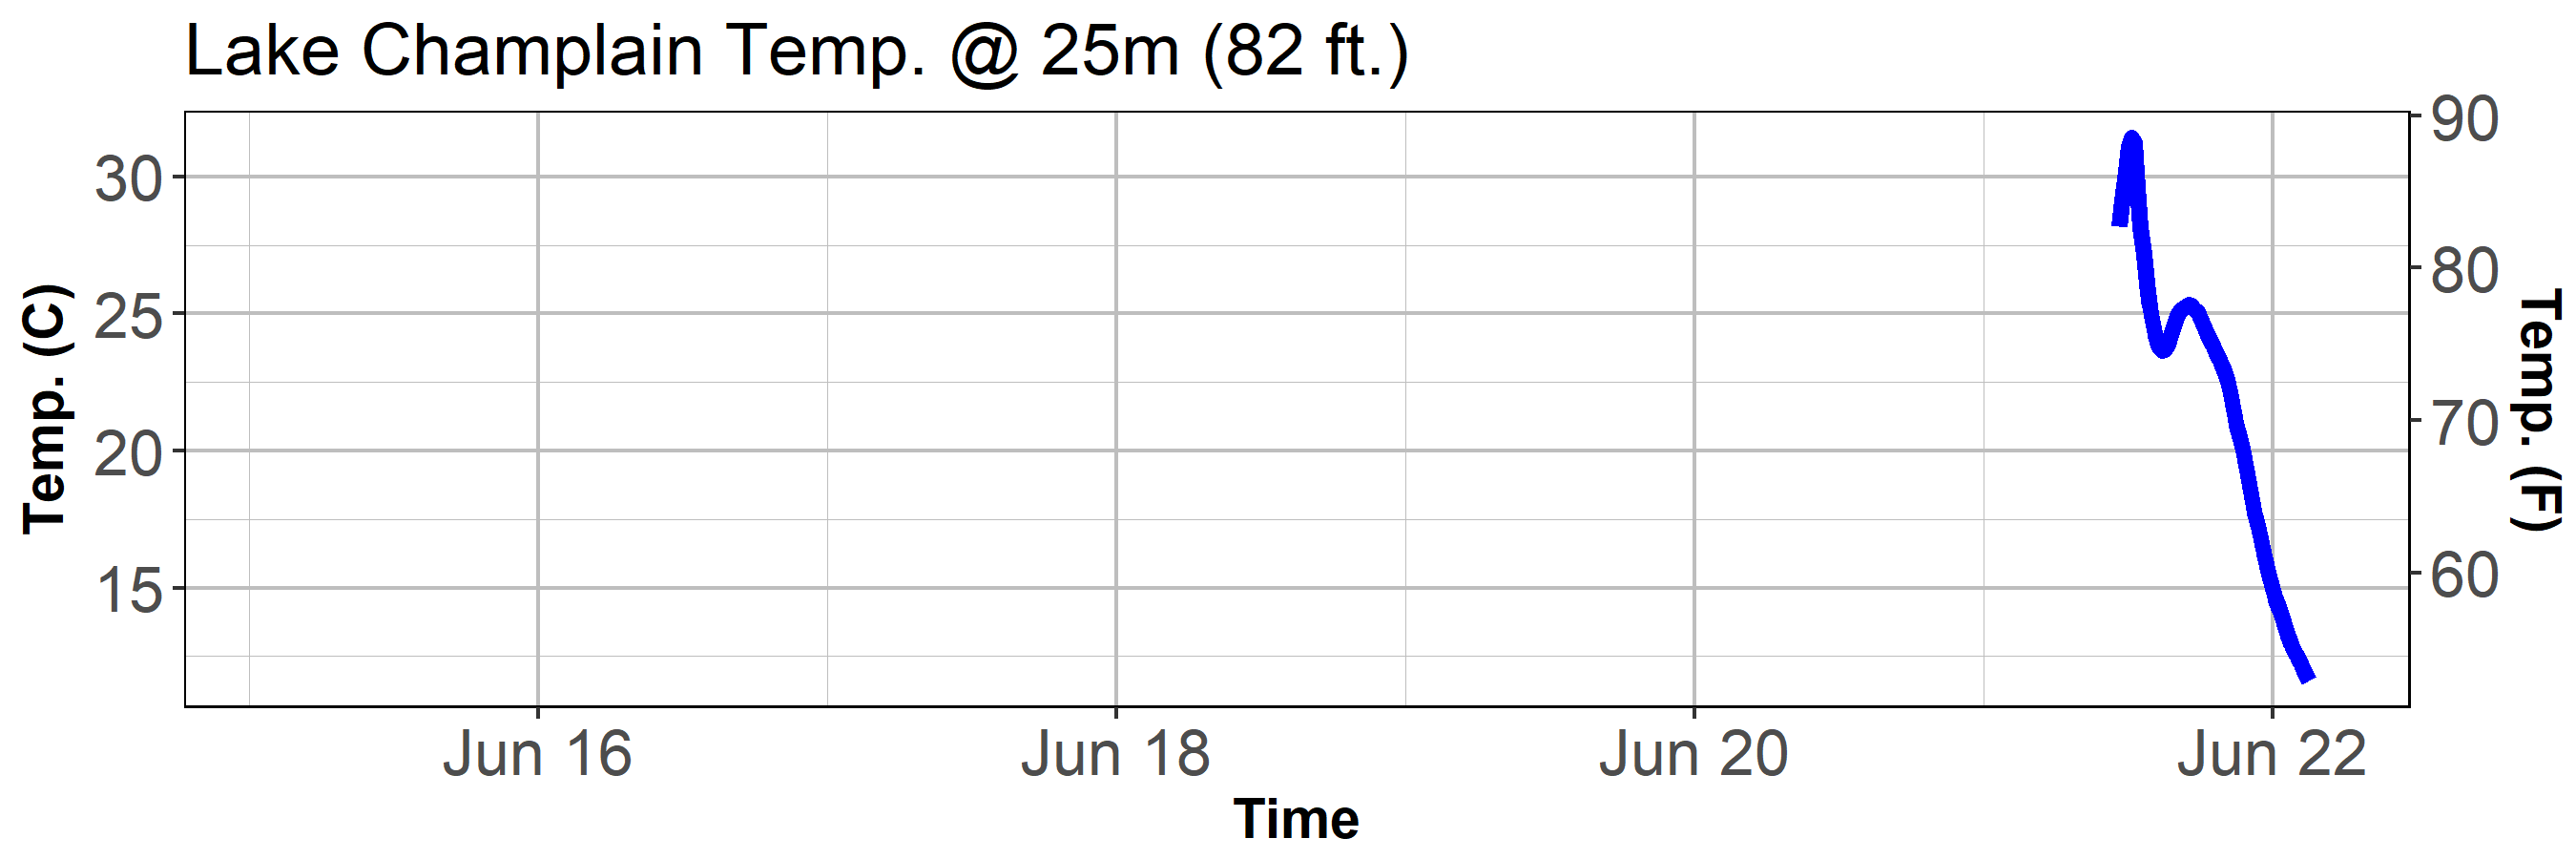 Lake Champlain Temp. @ 25m (82 ft.)
90
30
80
25
70
20
60
15
Temp. (C)
Temp. (F)
Jun 16
Jun 18
Jun 20
Jun 22
Time